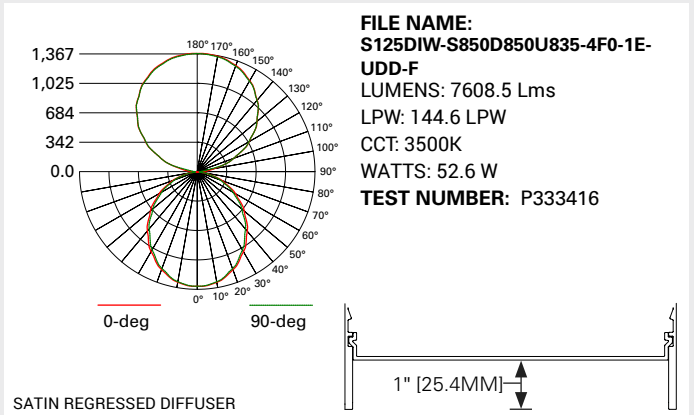 FILE NAME:
S125DIW-S850D850U835-4F0-1E-
UDD-F
LUMENS: 7608.5 Lms
LPW: 144.6 LPW
CCT: 3500K
WATTS: 52.6 W
TEST NUMBER: P333416
1,367
1,025
684
342
0.0
180°
170°
160°
150°
140°
130°
120°
110°
100°
90°
80°
70°
60°
50°
40°
30°
20°
10°
0°
0-deg
90-deg
1" [25.4MM]
SATIN REGRESSED DIFFUSER